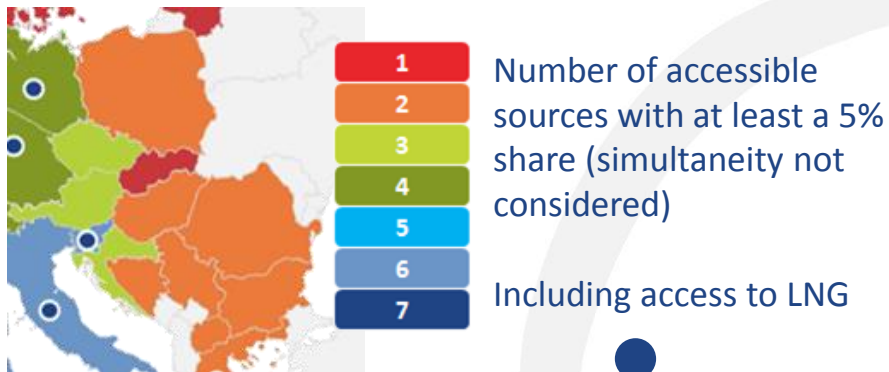 1
2
3
4
5
6
7
Number of accessible
sources with at least a 5%
share (simultaneity not
considered)
Including access to LNG